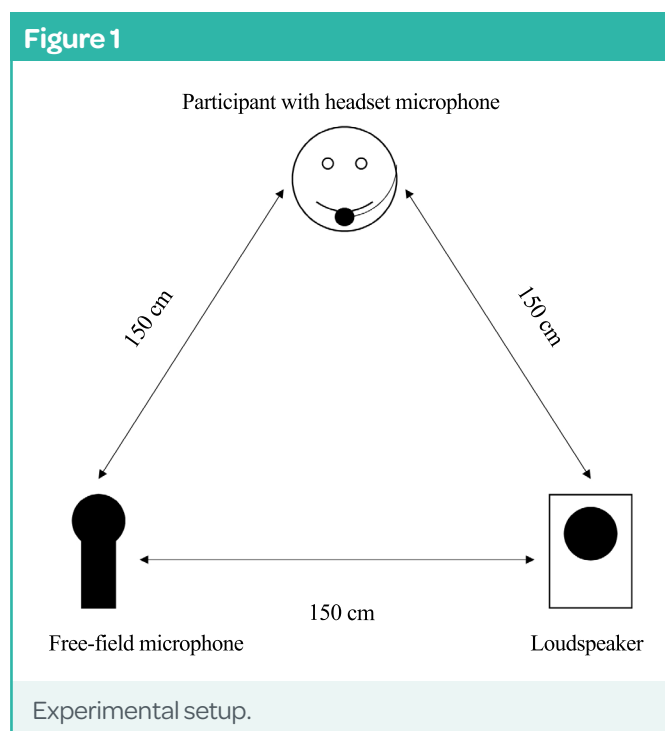 Figure 1
Participant with headset microphone
150 cm
150 cm
150 cm
Free-field microphone
Loudspeaker
Experimental setup.